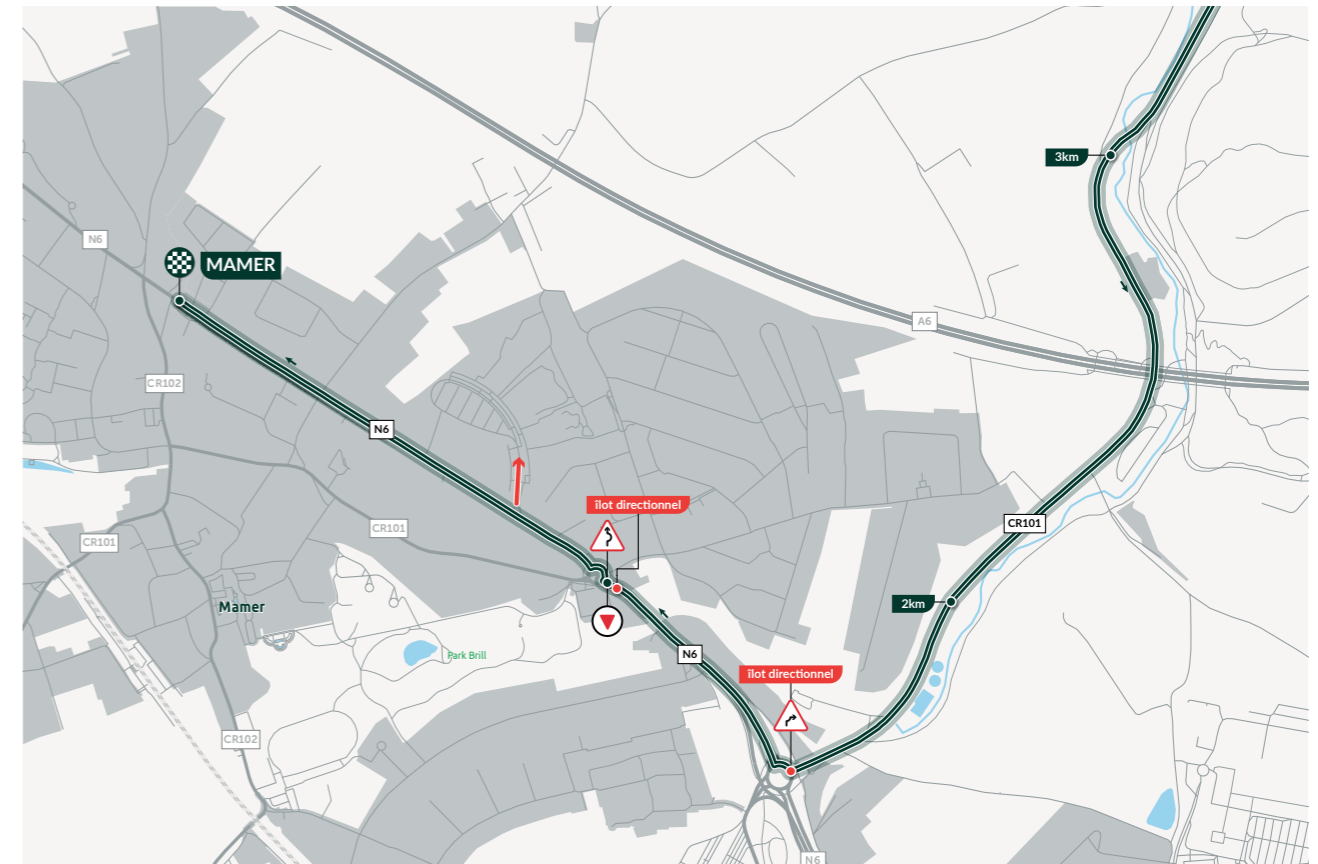 3km
N6
MAMER
A6
CR102
N6
îlot directionnel
CR101
CR101
CR101
2km
Mamer
Park Brill
N6
îlot directionnel
CR102
N6